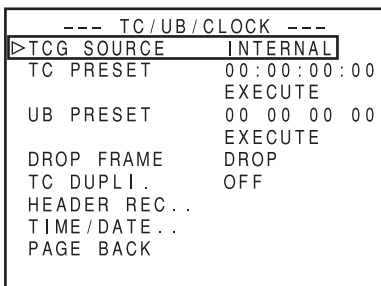 --- TC/UB/CLOCK ---
▷TCG SOURCE INTERNAL
TC PRESET 00:00:00:00
EXECUTE
UB PRESET 00 00 00 00
EXECUTE
DROP FRAME DROP
TC DUPLI. OFF
HEADER REC..
TIME/DATE..
PAGE BACK